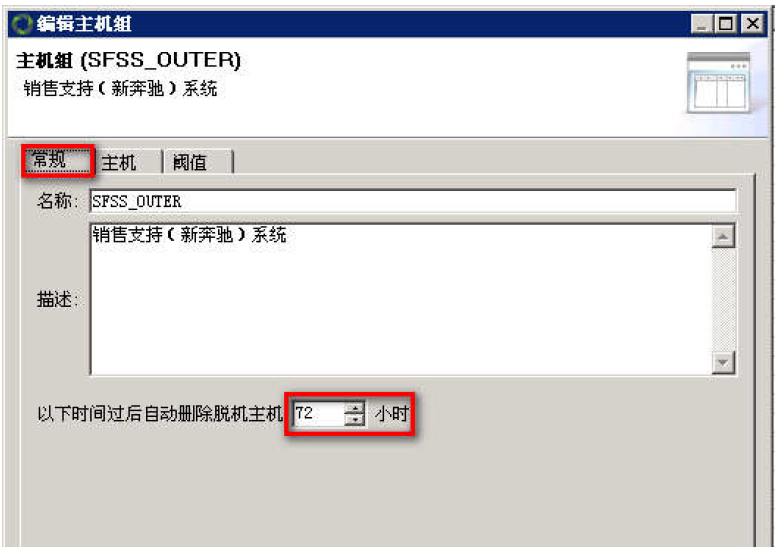 编辑主机组
主机组 (SFSS_OUTER)
销售支持（新奔驰）系统
常规 主机 阈值
名称: SFSS_OUTER
销售支持（新奔驰）系统
描述:
以下时间过后自动删除脱机主机 72 小时